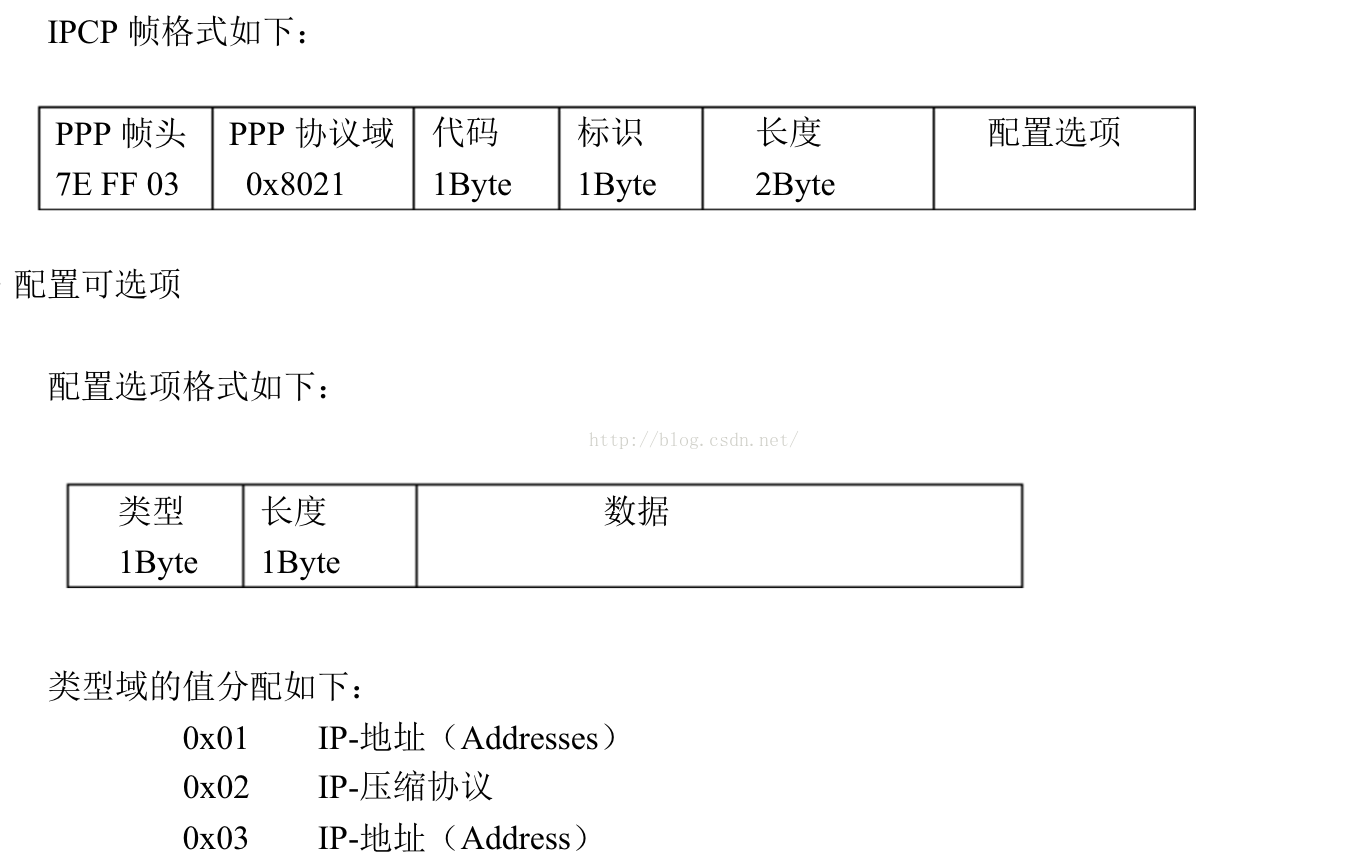 IPCP 帧格式如下：
PPP 帧头 PPP 协议域 代码 标识 长度 配置选项
7E FF 03 0x8021 1Byte 1Byte 2Byte
配置可选项
配置选项格式如下：
http://blog.csdn.net/
类型 长度 数据
1Byte 1Byte
类型域的值分配如下：
0x01 IP-地址（Addresses）
0x02 IP-压缩协议
0x03 IP-地址（Address）